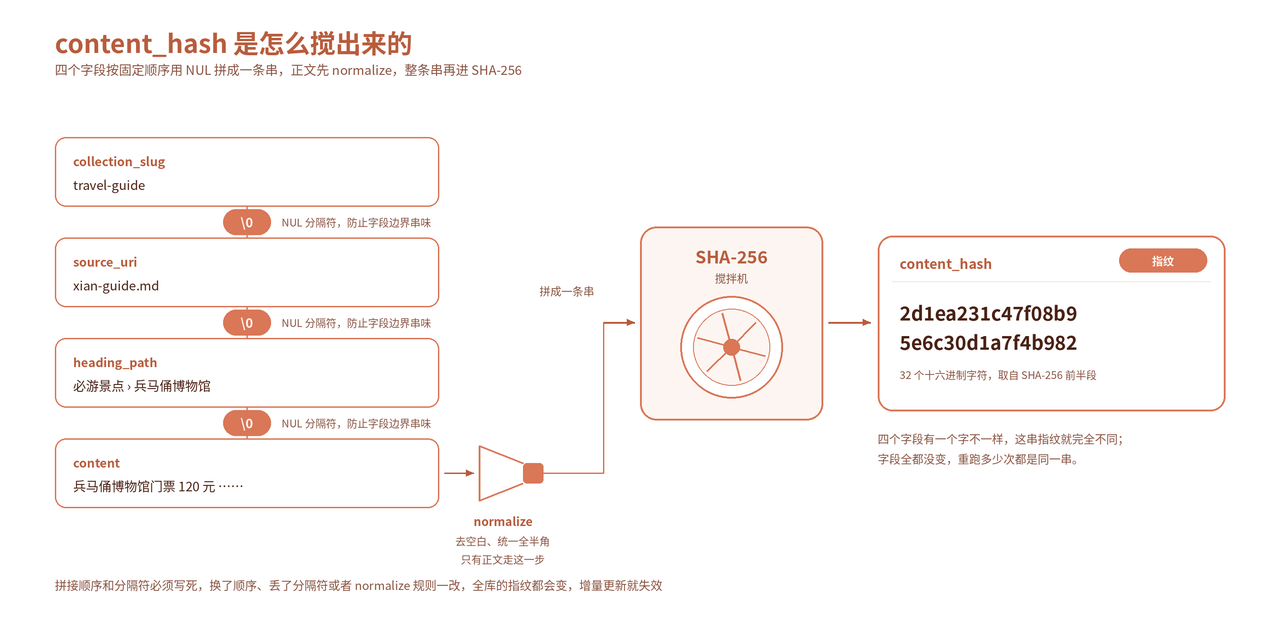 content_hash 是怎么搅出来的
四个字段按固定顺序用 NUL 拼成一条串，正文先 normalize，整条串再进 SHA-256
collection_slug
travel-guide
\0
NUL 分隔符，防止字段边界串味
source_uri
xian-guide.md
\0
NUL 分隔符，防止字段边界串味
heading_path
必游景点 › 兵马俑博物馆
\0
NUL 分隔符，防止字段边界串味
content
兵马俑博物馆门票 120 元 ……
normalize
去空白、统一全半角
只有正文走这一步
拼成一条串
SHA-256
搅拌机
content_hash
指纹
2d1ea231c47f08b9
5e6c30d1a7f4b982
32 个十六进制字符，取自 SHA-256 前半段
四个字段有一个字不一样，这串指纹就完全不同；
字段全都没变，重跑多少次都是同一串。
拼接顺序和分隔符必须写死，换了顺序、丢了分隔符或者 normalize 规则一改，全库的指纹都会变，增量更新就失效